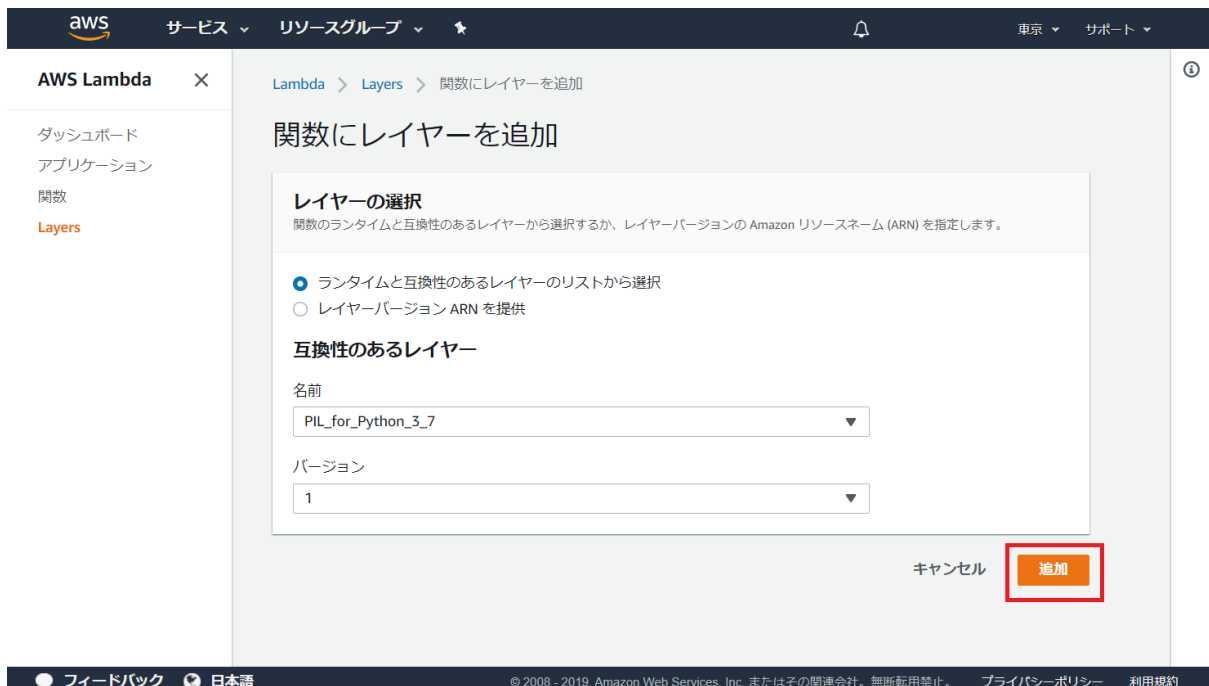 aws サービス リソースグループ 東京 サポート
AWS Lambda
ダッシュボード
アプリケーション
関数
Layers
Lambda > Layers > 関数にレイヤーを追加
関数にレイヤーを追加
レイヤーの選択
関数のランタイムと互換性のあるレイヤーから選択するか、レイヤーバージョンの Amazon リソースネーム (ARN) を指定します。
ランタイムと互換性のあるレイヤーのリストから選択
レイヤーバージョン ARN を提供
互換性のあるレイヤー
名前
PIL_for_Python_3_7
バージョン
1
キャンセル 追加
フィードバック 日本語 © 2008 - 2019, Amazon Web Services, Inc. またはその関連会社。無断転用禁止。 プライバシーポリシー 利用規約